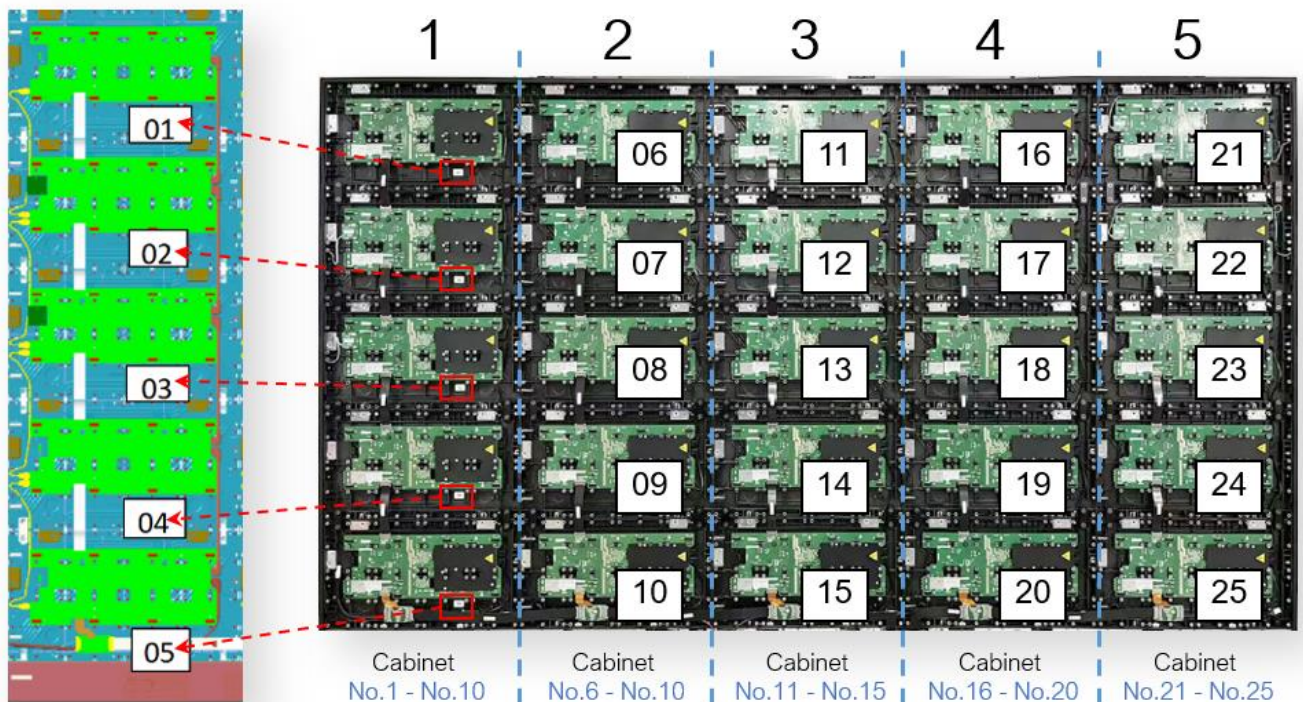 1 2 3 4 5
01 06 11 16 21
02 07 12 17 22
03 08 13 18 23
04 09 14 19 24
05 10 15 20 25
Cabinet Cabinet Cabinet Cabinet Cabinet
No.1 - No.10 No.6 - No.10 No.11 - No.15 No.16 - No.20 No.21 - No.25